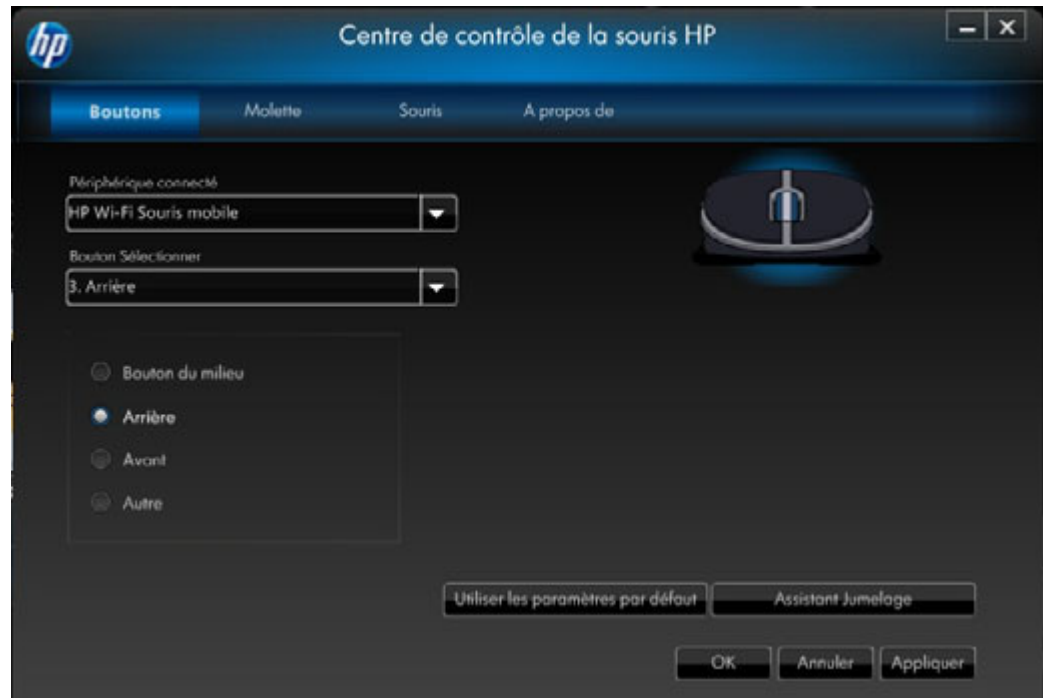 hp
Centre de contrôle de la souris HP
Boutons Molette Souris A propos de
Périphérique connecté
HP Wi-Fi Souris mobile
Bouton Sélectionner
3. Arrière
Bouton du milieu
Arrière
Avant
Autre
Utiliser les paramètres par défaut Assistant Jumelage
OK Annuler Appliquer